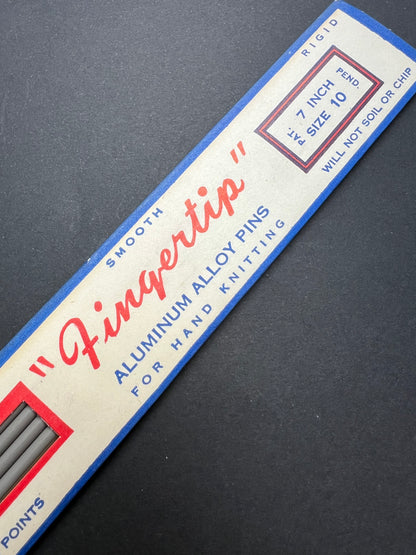 SMOOTH
RIGID
"Fingertip"
ALUMINUM ALLOY PINS
FOR HAND KNITTING
7 INCH
SIZE 10
PAT.
PEND.
WILL NOT SOIL OR CHIP
POINTS